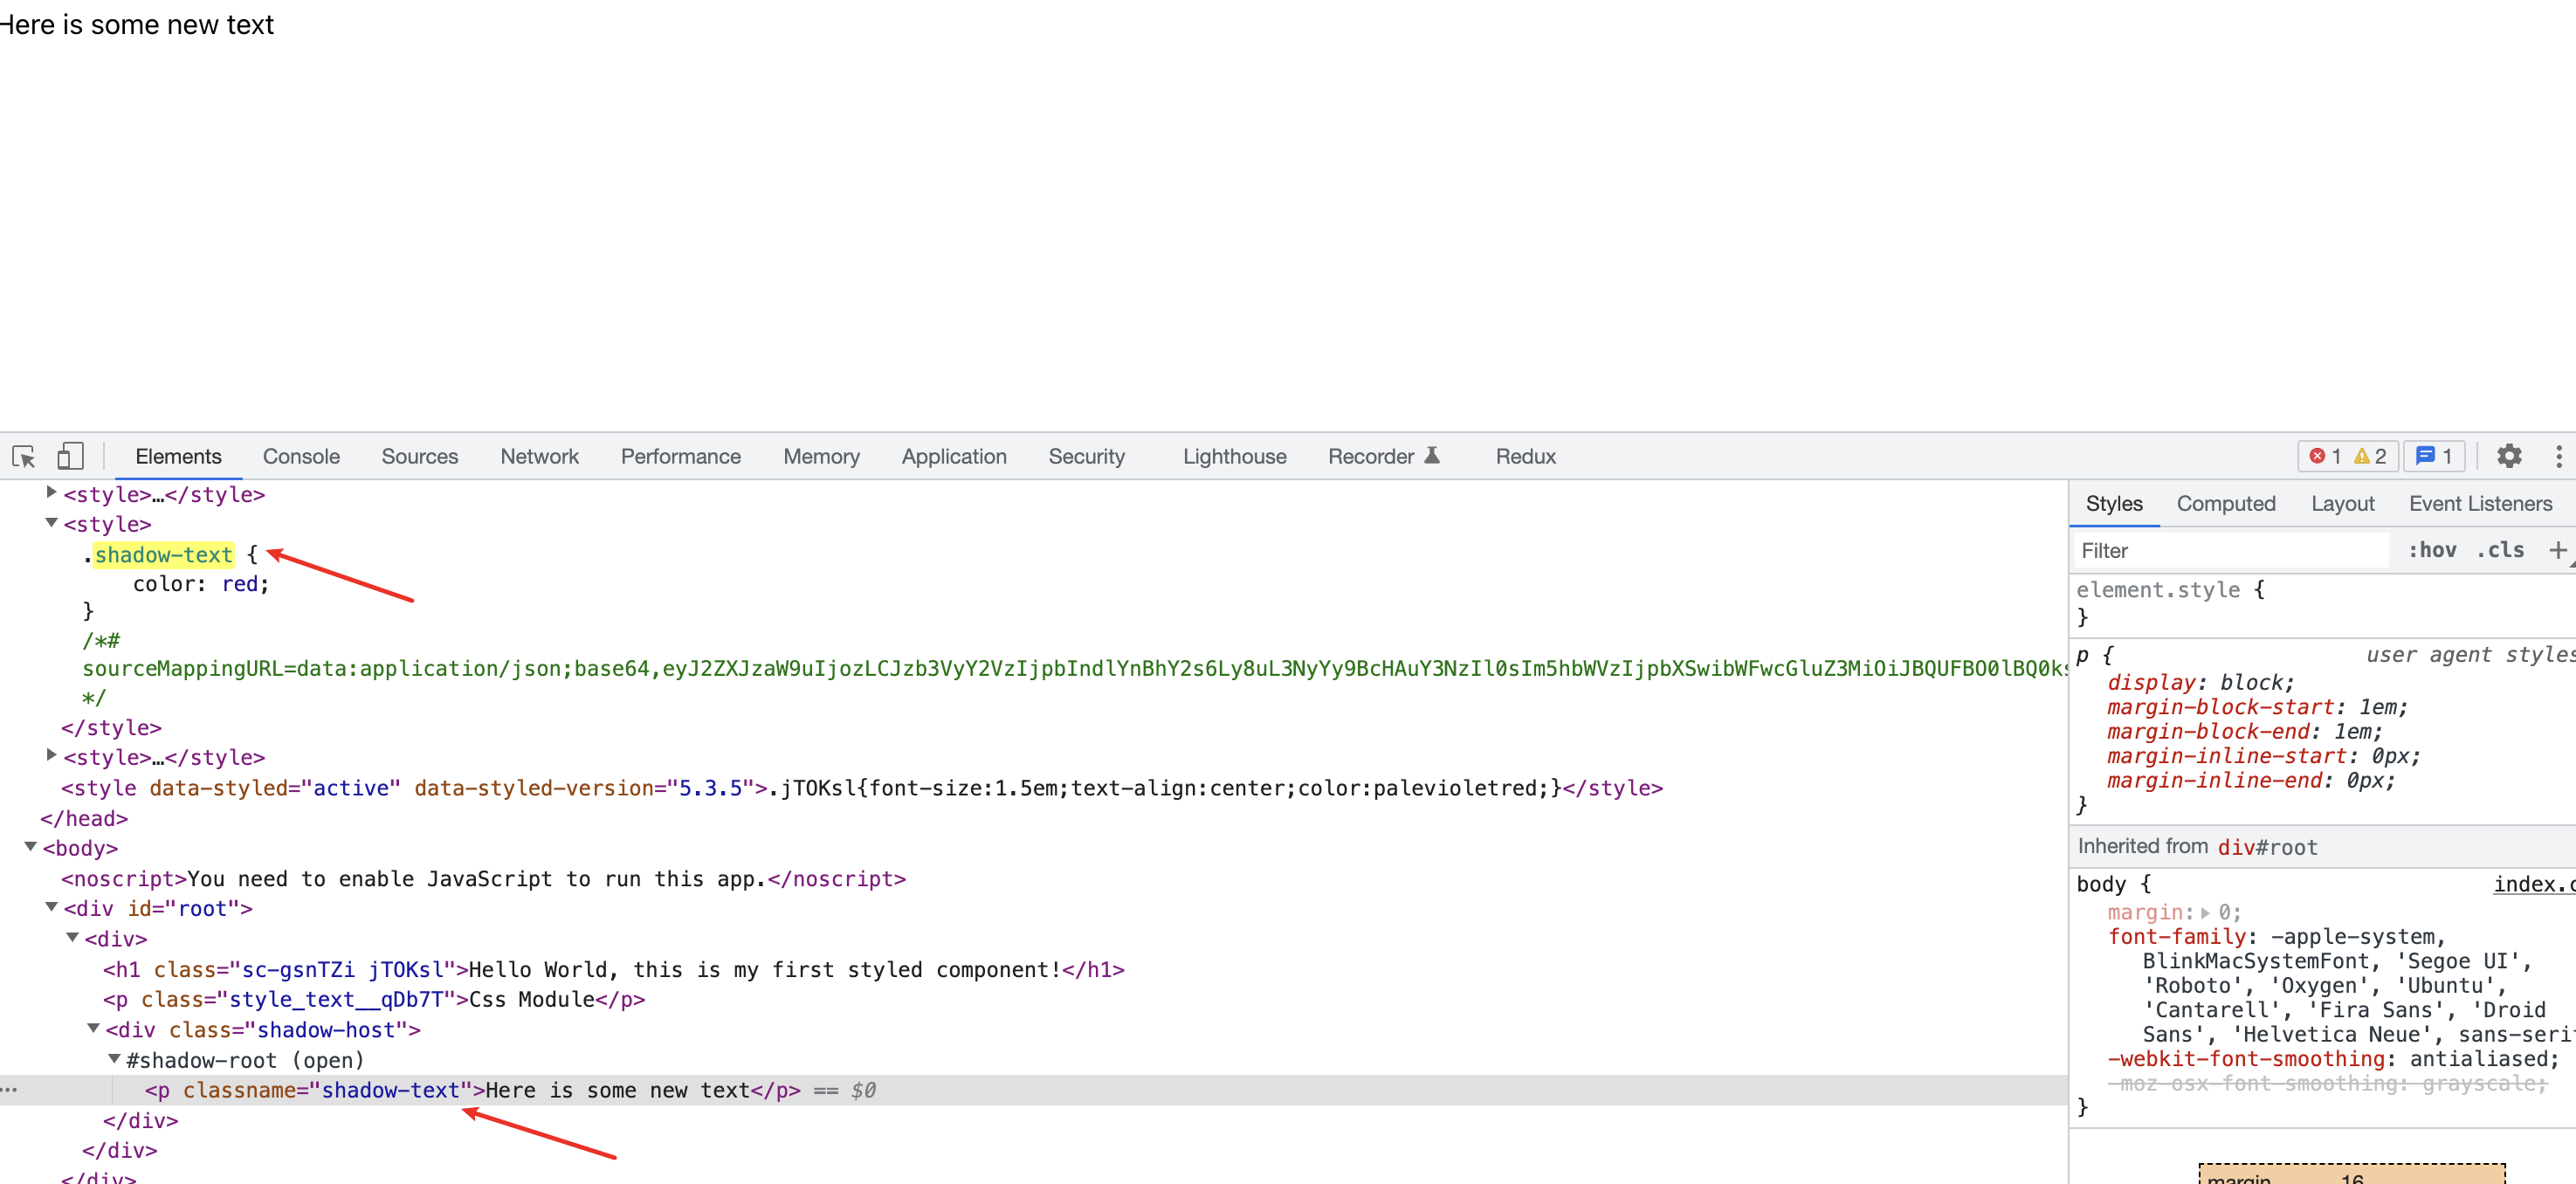 Here is some new text
Elements Console Sources Network Performance Memory Application Security Lighthouse Recorder Redux 1 2 1
<style>…</style>
<style>
.shadow-text {
color: red;
}
/*#
sourceMappingURL=data:application/json;base64,eyJ2ZXJzaW9uIjozLCJzb3VyY2VzIjpbIndlYnBhY2s6Ly8uL3NyYy9BcHAuY3NzIl0sIm5hbWVzIjpbXSwibWFwcGluZ3MiOiJBQUFBO0lBQ0ks
*/
</style>
<style>…</style>
<style data-styled="active" data-styled-version="5.3.5">.jTOKsl{font-size:1.5em;text-align:center;color:palevioletred;}</style>
</head>
<body>
<noscript>You need to enable JavaScript to run this app.</noscript>
<div id="root">
<div>
<h1 class="sc-gsnTZi jTOKsl">Hello World, this is my first styled component!</h1>
<p class="style_text__qDb7T">Css Module</p>
<div class="shadow-host">
#shadow-root (open)
… <p classname="shadow-text">Here is some new text</p> == $0
</div>
</div>
</div>
Styles Computed Layout Event Listeners
Filter :hov .cls +
element.style {
}
p { user agent styles
display: block;
margin-block-start: 1em;
margin-block-end: 1em;
margin-inline-start: 0px;
margin-inline-end: 0px;
}
Inherited from div#root
body { index.c
margin: 0;
font-family: -apple-system,
BlinkMacSystemFont, 'Segoe UI',
'Roboto', 'Oxygen', 'Ubuntu',
'Cantarell', 'Fira Sans', 'Droid
Sans', 'Helvetica Neue', sans-serif
-webkit-font-smoothing: antialiased;
-moz-osx-font-smoothing: grayscale;
}
margin 16